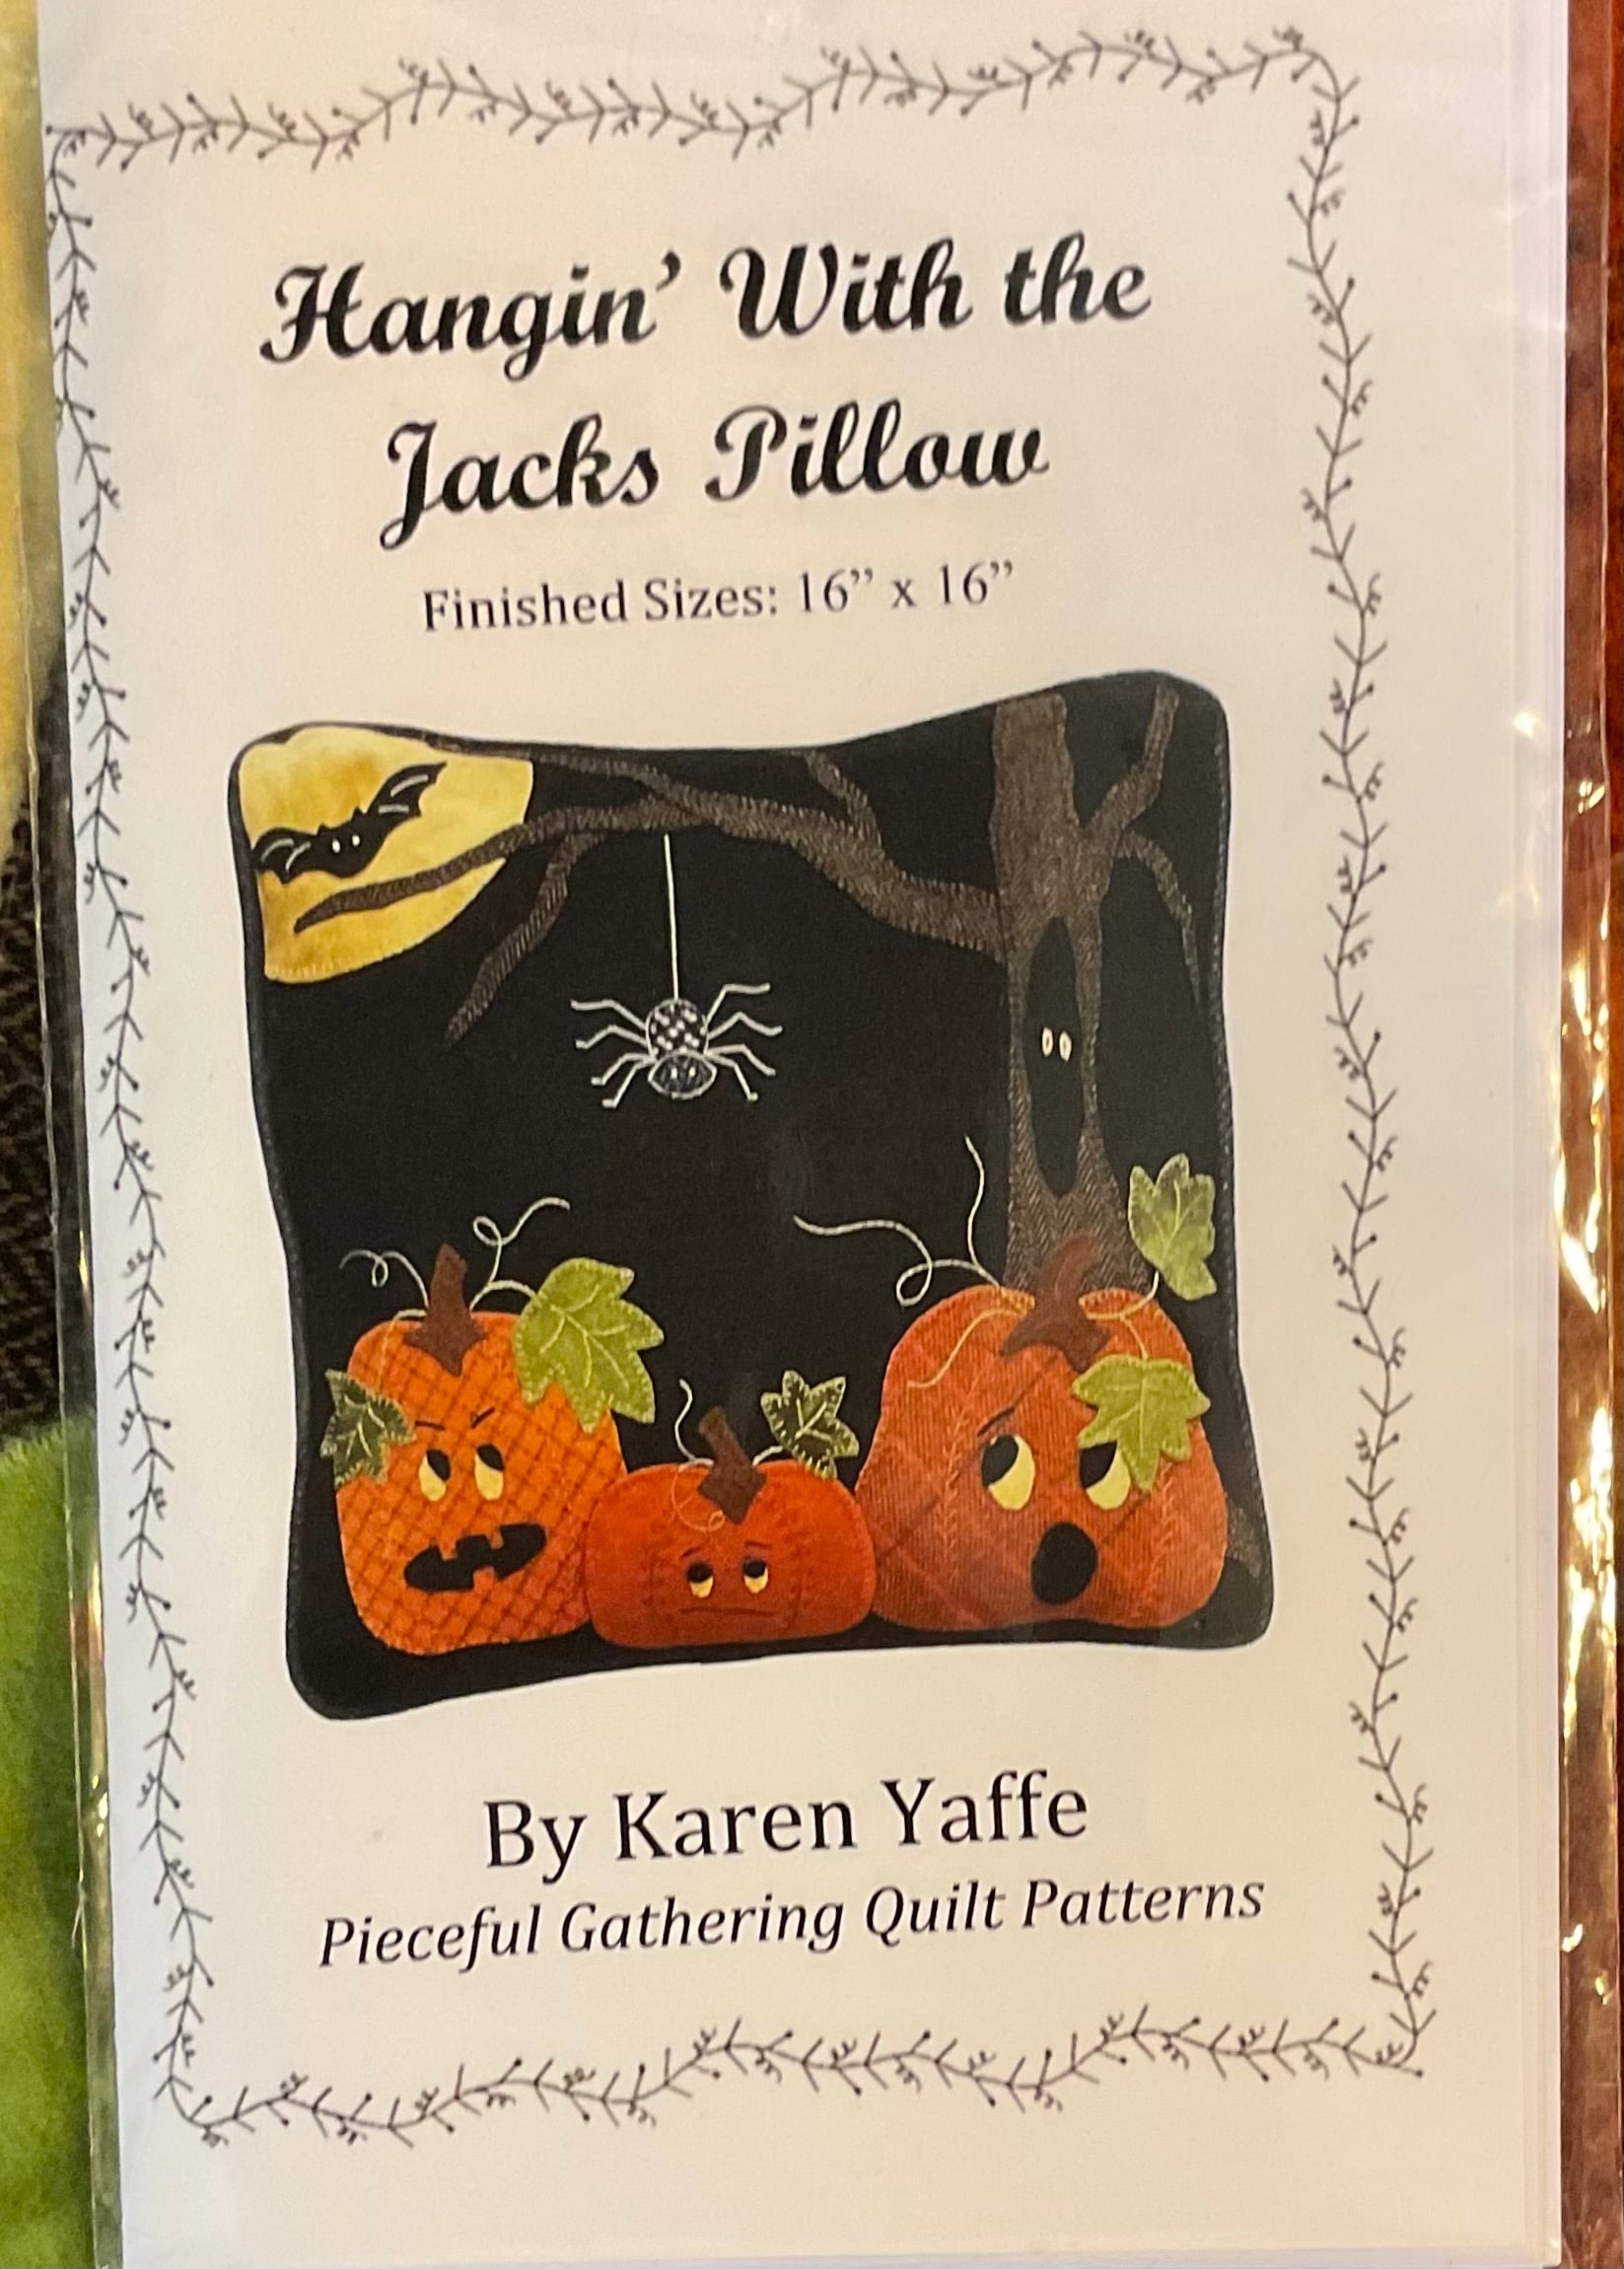 Hangin’ With the
Jacks Pillow
Finished Sizes: 16” x 16”
By Karen Yaffe
Pieceful Gathering Quilt Patterns